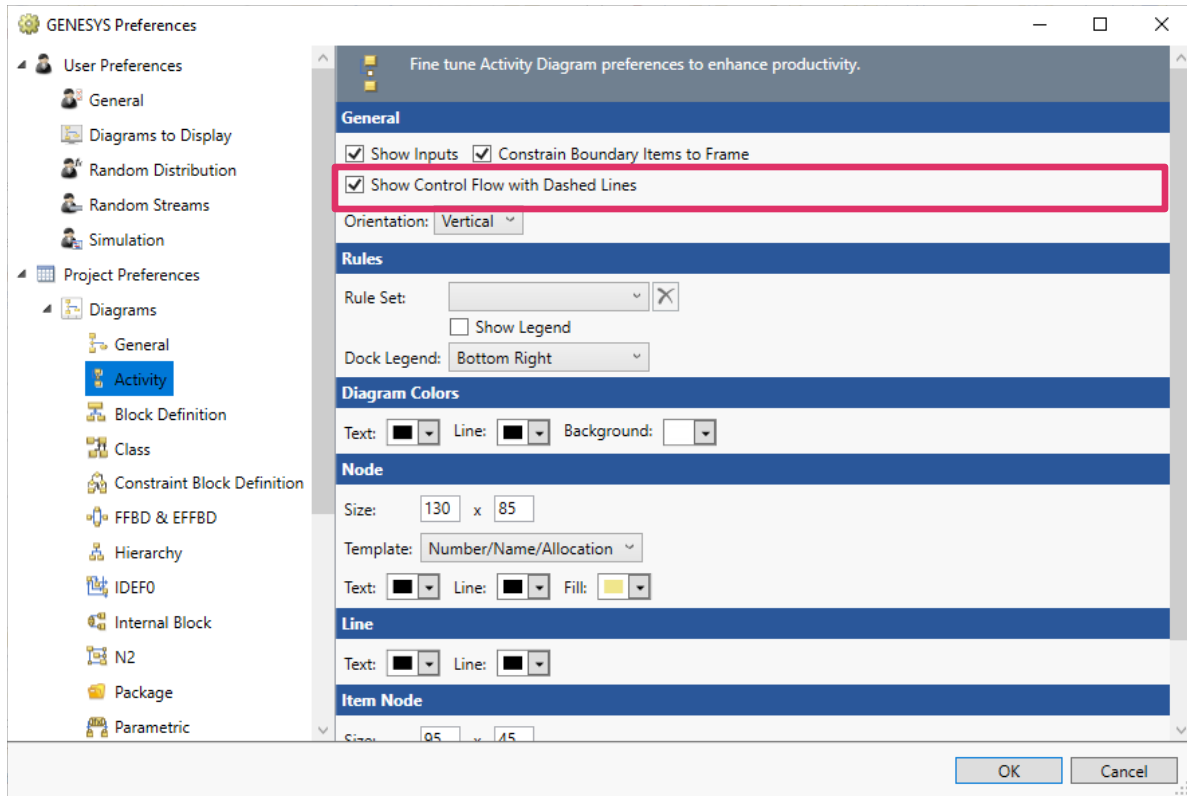 GENESYS Preferences
User Preferences
General
Diagrams to Display
Random Distribution
Random Streams
Simulation
Project Preferences
Diagrams
General
Activity
Block Definition
Class
Constraint Block Definition
FFBD & EFFBD
Hierarchy
IDEF0
Internal Block
N2
Package
Parametric
Fine tune Activity Diagram preferences to enhance productivity.
General
Show Inputs Constrain Boundary Items to Frame
Show Control Flow with Dashed Lines
Orientation: Vertical
Rules
Rule Set:
Show Legend
Dock Legend: Bottom Right
Diagram Colors
Text: Line: Background:
Node
Size: 130 x 85
Template: Number/Name/Allocation
Text: Line: Fill:
Line
Text: Line:
Item Node
Size: 95 x 45
OK Cancel